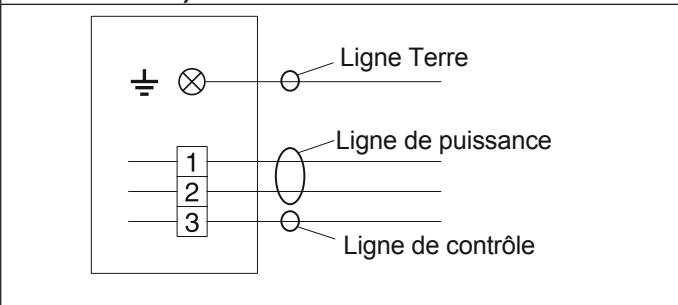 Ligne Terre
Ligne de puissance
1
2
3
Ligne de contrôle